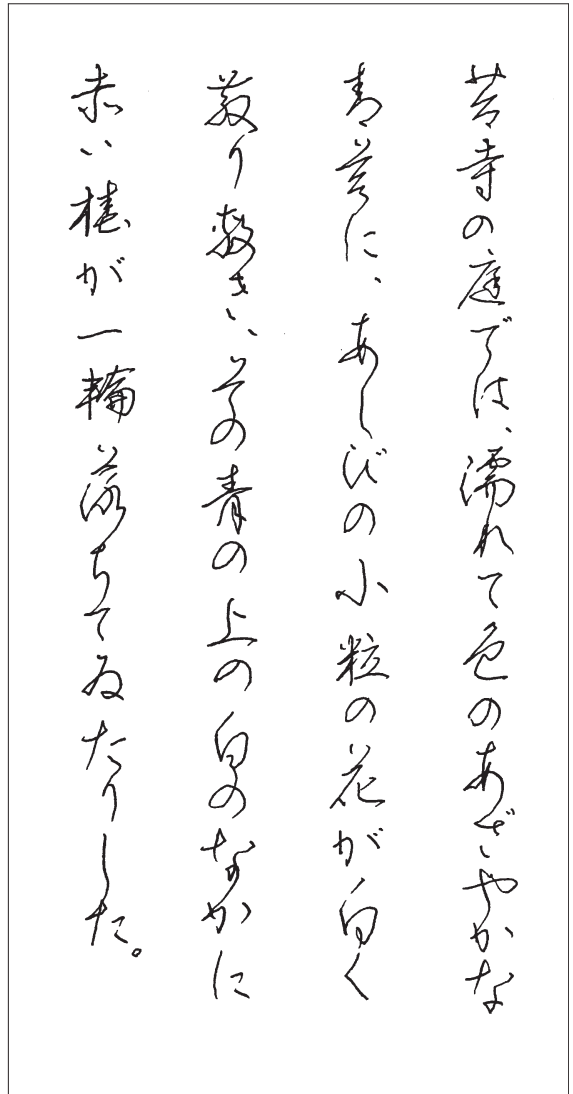 苔寺の庭では、濡れて色のあざやかな
青苔に、あしびの小粒の花が白く
散り敷き、その青の上の白のなかに
赤い椿が一輪落ちてゐたりした。